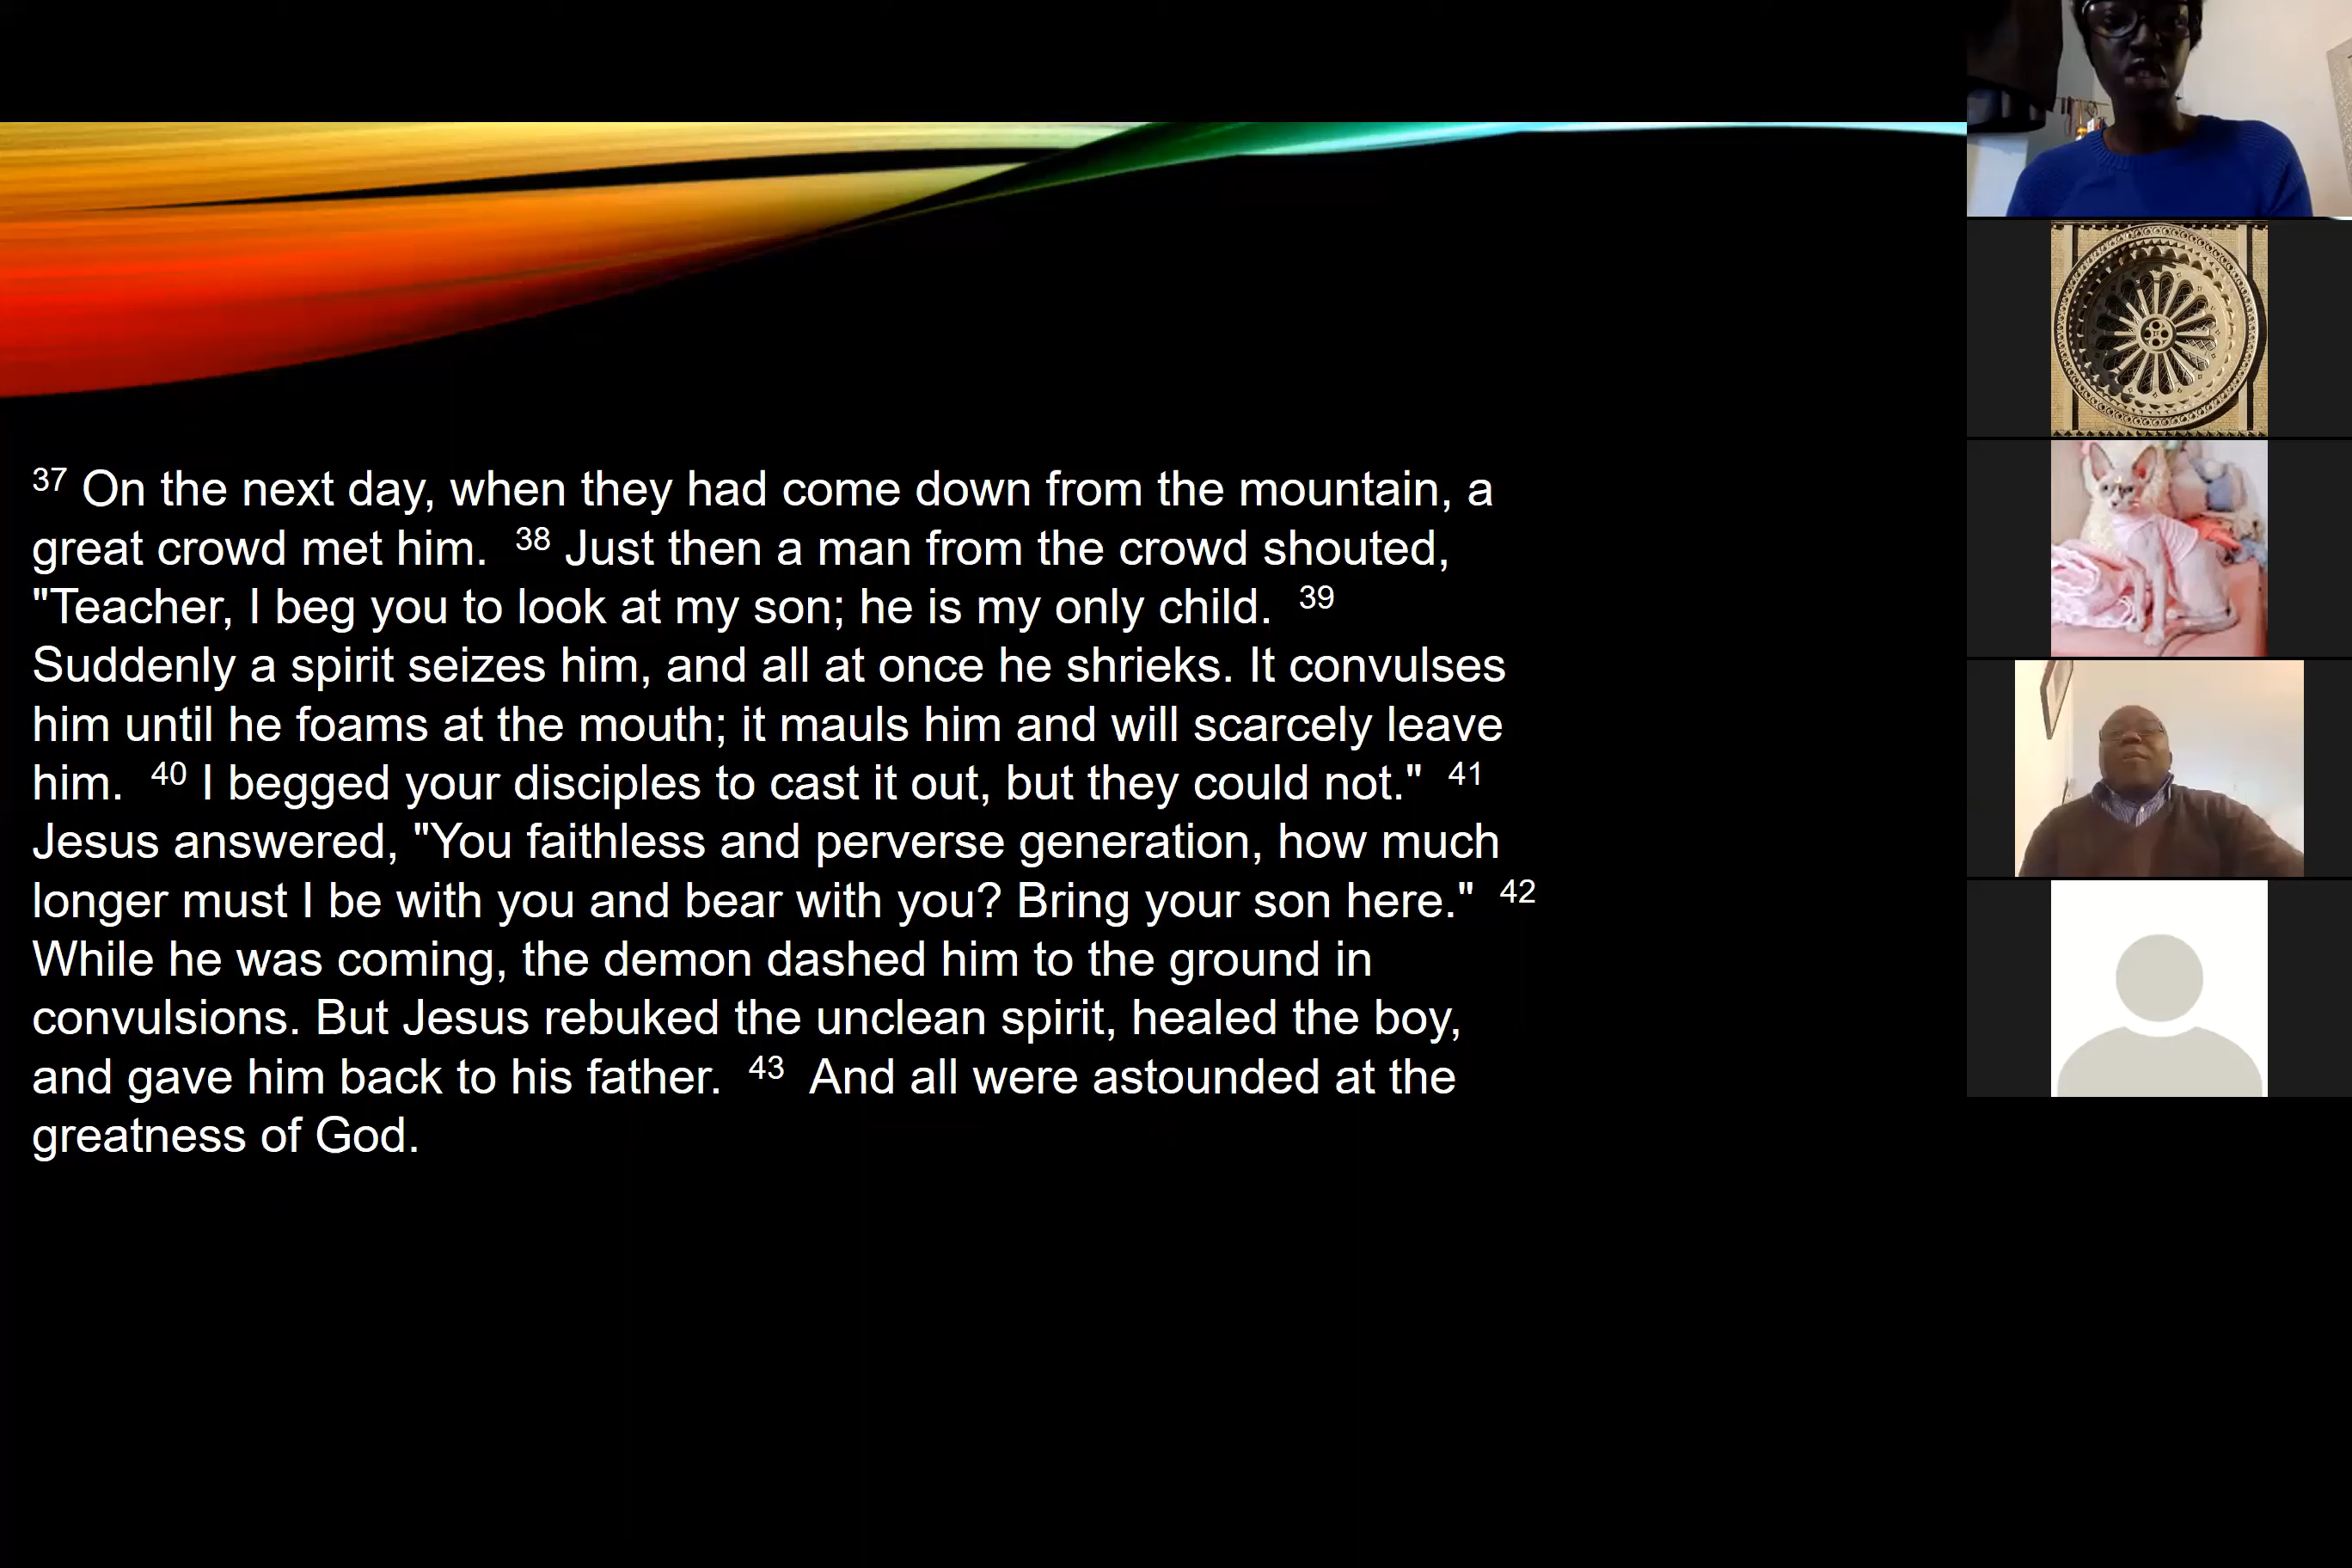 37 On the next day, when they had come down from the mountain, a
great crowd met him. 38 Just then a man from the crowd shouted,
"Teacher, I beg you to look at my son; he is my only child. 39
Suddenly a spirit seizes him, and all at once he shrieks. It convulses
him until he foams at the mouth; it mauls him and will scarcely leave
him. 40 I begged your disciples to cast it out, but they could not." 41
Jesus answered, "You faithless and perverse generation, how much
longer must I be with you and bear with you? Bring your son here." 42
While he was coming, the demon dashed him to the ground in
convulsions. But Jesus rebuked the unclean spirit, healed the boy,
and gave him back to his father. 43 And all were astounded at the
greatness of God.